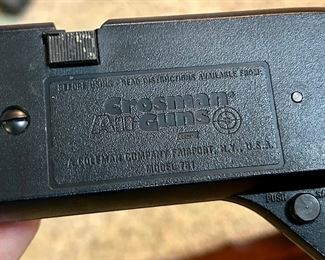 BEFORE USING - READ INSTRUCTIONS AVAILABLE FROM:
Crosman®
Air Guns
A COLEMAN COMPANY FAIRPORT, N.Y., U.S.A.
MODEL 781
PUSH